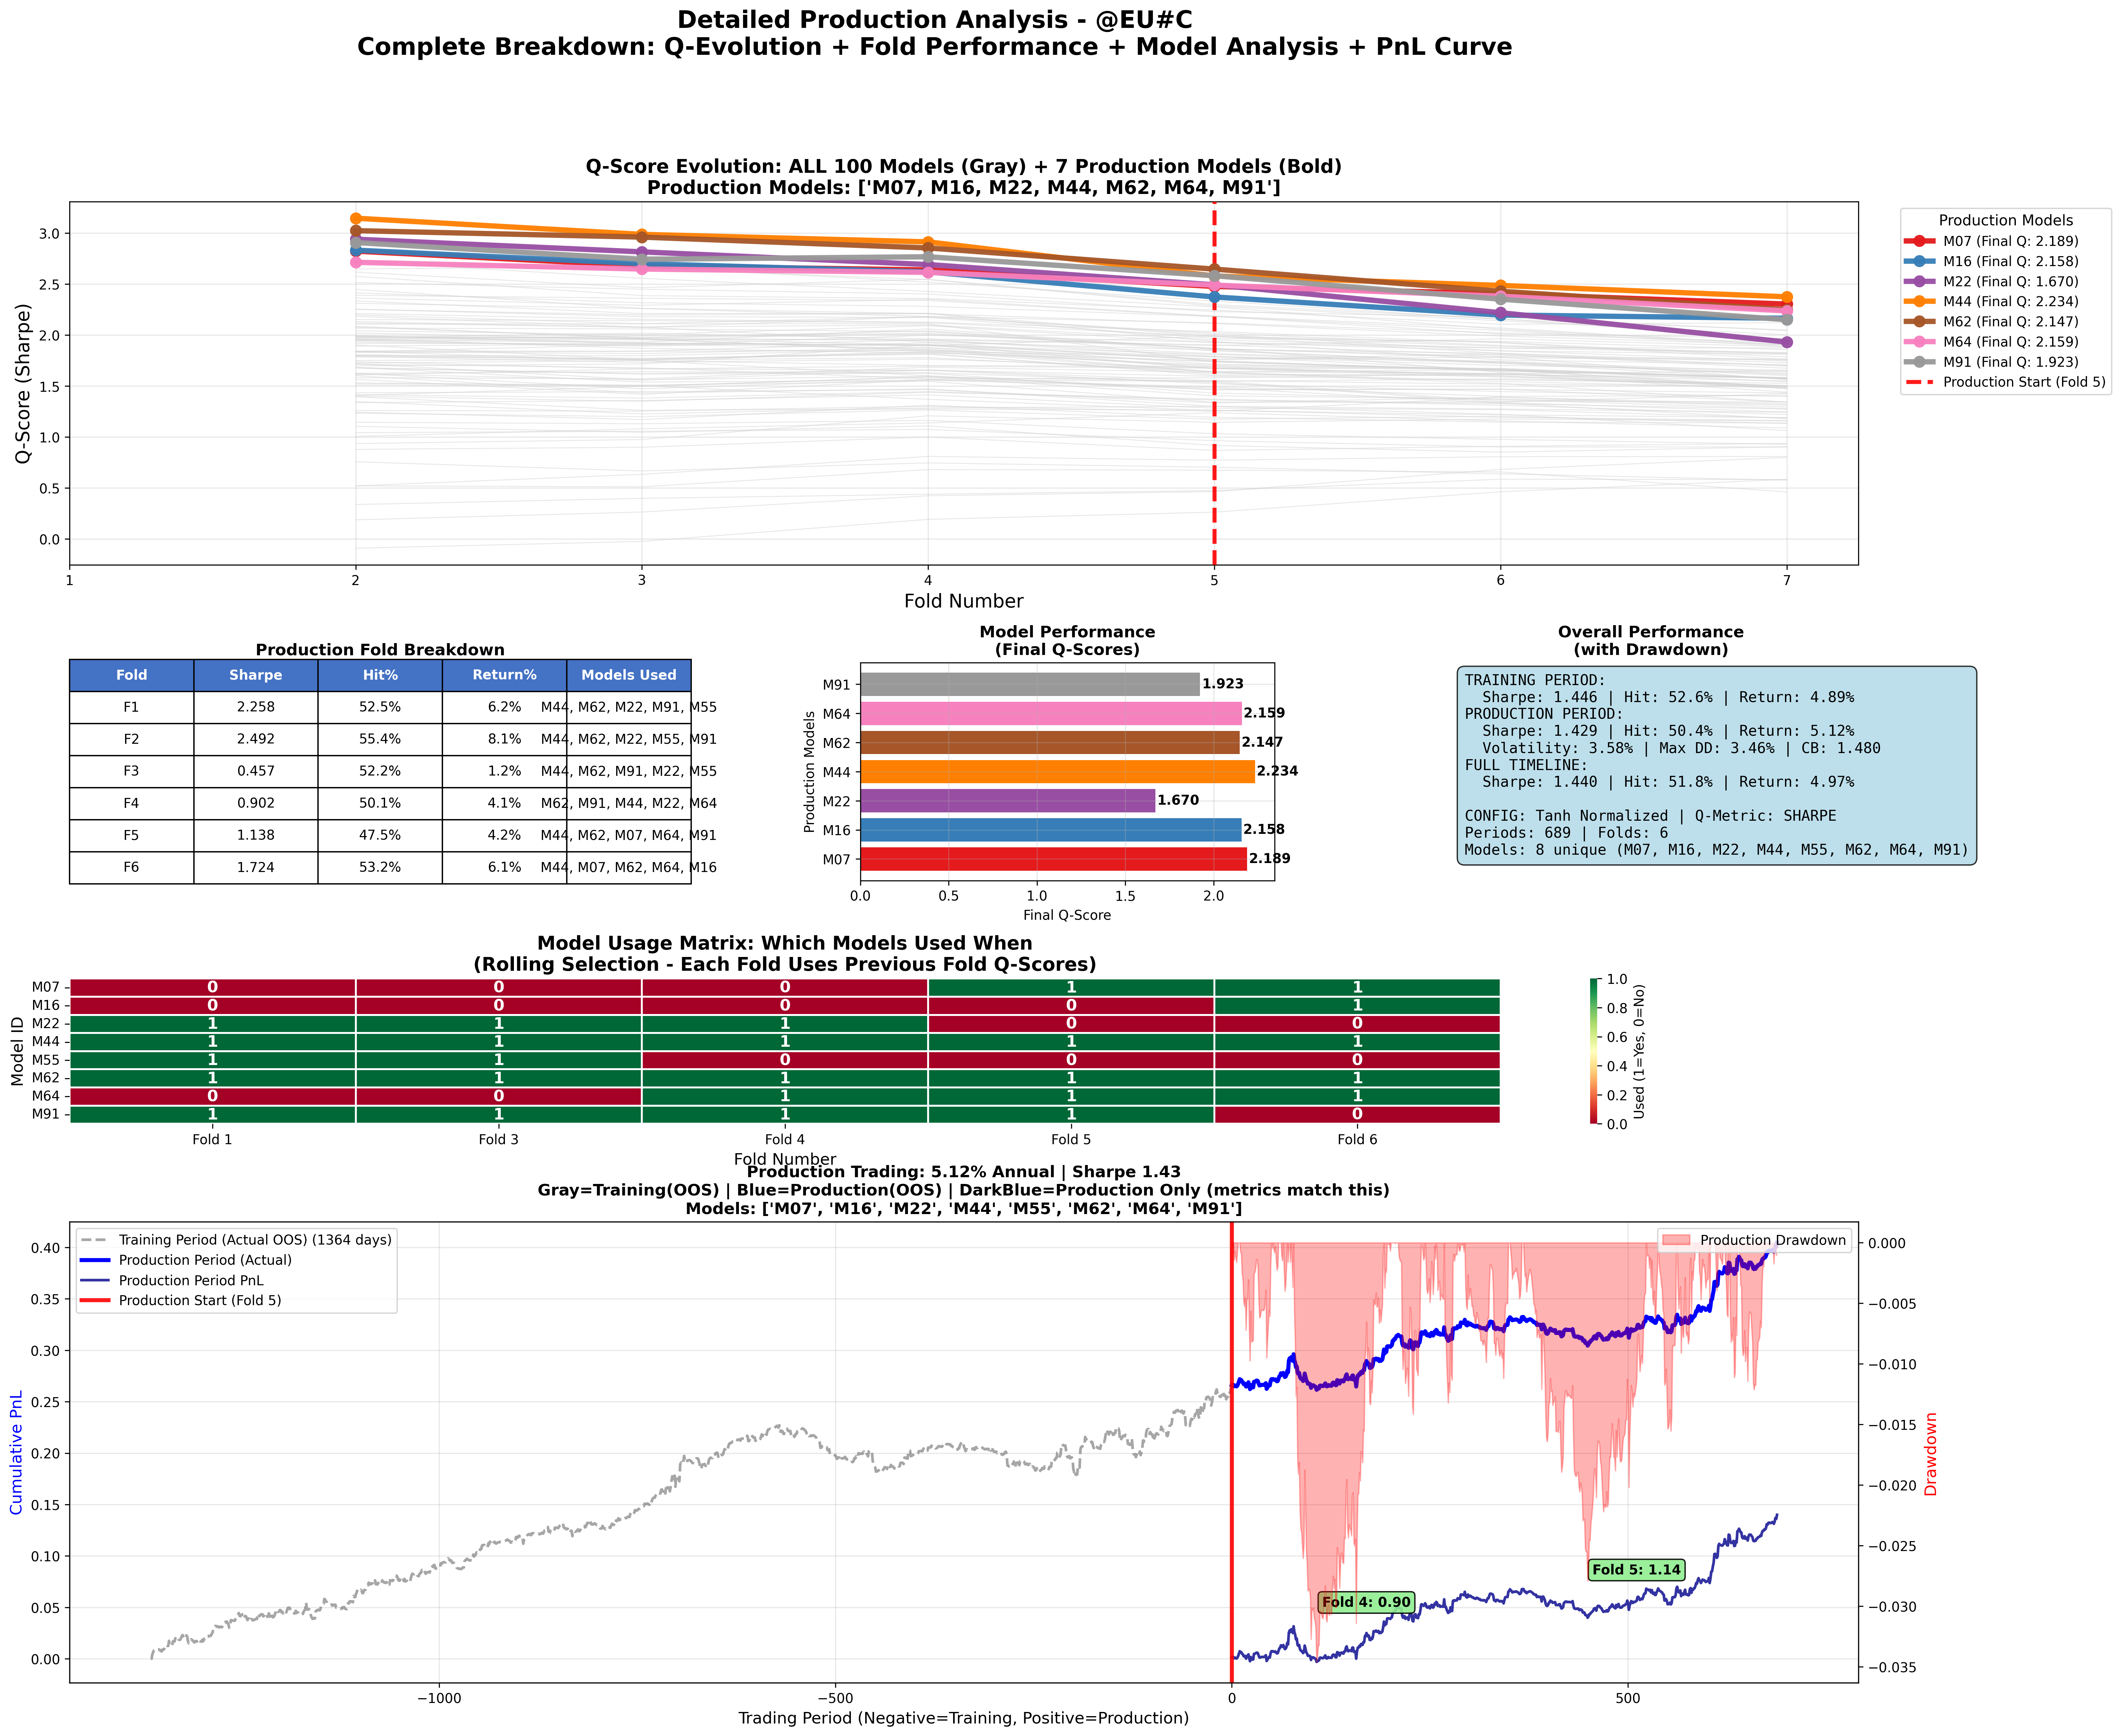 Detailed Production Analysis - @EU#C
Complete Breakdown: Q-Evolution + Fold Performance + Model Analysis + PnL Curve
Q-Score Evolution: ALL 100 Models (Gray) + 7 Production Models (Bold)
Production Models: ['M07, M16, M22, M44, M62, M64, M91']
Q-Score (Sharpe)
3.0
2.5
2.0
1.5
1.0
0.5
0.0
1 2 3 4 5 6 7
Fold Number
Production Models
M07 (Final Q: 2.189)
M16 (Final Q: 2.158)
M22 (Final Q: 1.670)
M44 (Final Q: 2.234)
M62 (Final Q: 2.147)
M64 (Final Q: 2.159)
M91 (Final Q: 1.923)
Production Start (Fold 5)
Production Fold Breakdown
Fold Sharpe Hit% Return% Models Used
F1 2.258 52.5% 6.2% M44, M62, M22, M91, M55
F2 2.492 55.4% 8.1% M44, M62, M22, M55, M91
F3 0.457 52.2% 1.2% M44, M62, M91, M22, M55
F4 0.902 50.1% 4.1% M62, M91, M44, M22, M64
F5 1.138 47.5% 4.2% M44, M62, M07, M64, M91
F6 1.724 53.2% 6.1% M44, M07, M62, M64, M16
Model Performance
(Final Q-Scores)
Production Models
M91 1.923
M64 2.159
M62 2.147
M44 2.234
M22 1.670
M16 2.158
M07 2.189
0.0 0.5 1.0 1.5 2.0
Final Q-Score
Overall Performance
(with Drawdown)
TRAINING PERIOD:
Sharpe: 1.446 | Hit: 52.6% | Return: 4.89%
PRODUCTION PERIOD:
Sharpe: 1.429 | Hit: 50.4% | Return: 5.12%
Volatility: 3.58% | Max DD: 3.46% | CB: 1.480
FULL TIMELINE:
Sharpe: 1.440 | Hit: 51.8% | Return: 4.97%
CONFIG: Tanh Normalized | Q-Metric: SHARPE
Periods: 689 | Folds: 6
Models: 8 unique (M07, M16, M22, M44, M55, M62, M64, M91)
Model Usage Matrix: Which Models Used When
(Rolling Selection - Each Fold Uses Previous Fold Q-Scores)
Model ID
M07 0 0 0 1 1
M16 0 0 0 0 1
M22 1 1 1 0 0
M44 1 1 1 1 1
M55 1 1 0 0 0
M62 1 1 1 1 1
M64 0 0 1 1 1
M91 1 1 1 1 0
Fold 1 Fold 3 Fold 4 Fold 5 Fold 6
Fold Number
1.0
0.8
0.6
0.4
0.2
0.0
Used (1=Yes, 0=No)
Production Trading: 5.12% Annual | Sharpe 1.43
Gray=Training(OOS) | Blue=Production(OOS) | DarkBlue=Production Only (metrics match this)
Models: ['M07', 'M16', 'M22', 'M44', 'M55', 'M62', 'M64', 'M91']
Training Period (Actual OOS) (1364 days)
Production Period (Actual)
Production Period PnL
Production Start (Fold 5)
Production Drawdown
Cumulative PnL
0.40
0.35
0.30
0.25
0.20
0.15
0.10
0.05
0.00
Fold 4: 0.90
Fold 5: 1.14
0.000
−0.005
−0.010
−0.015
−0.020
−0.025
−0.030
−0.035
Drawdown
−1000 −500 0 500
Trading Period (Negative=Training, Positive=Production)